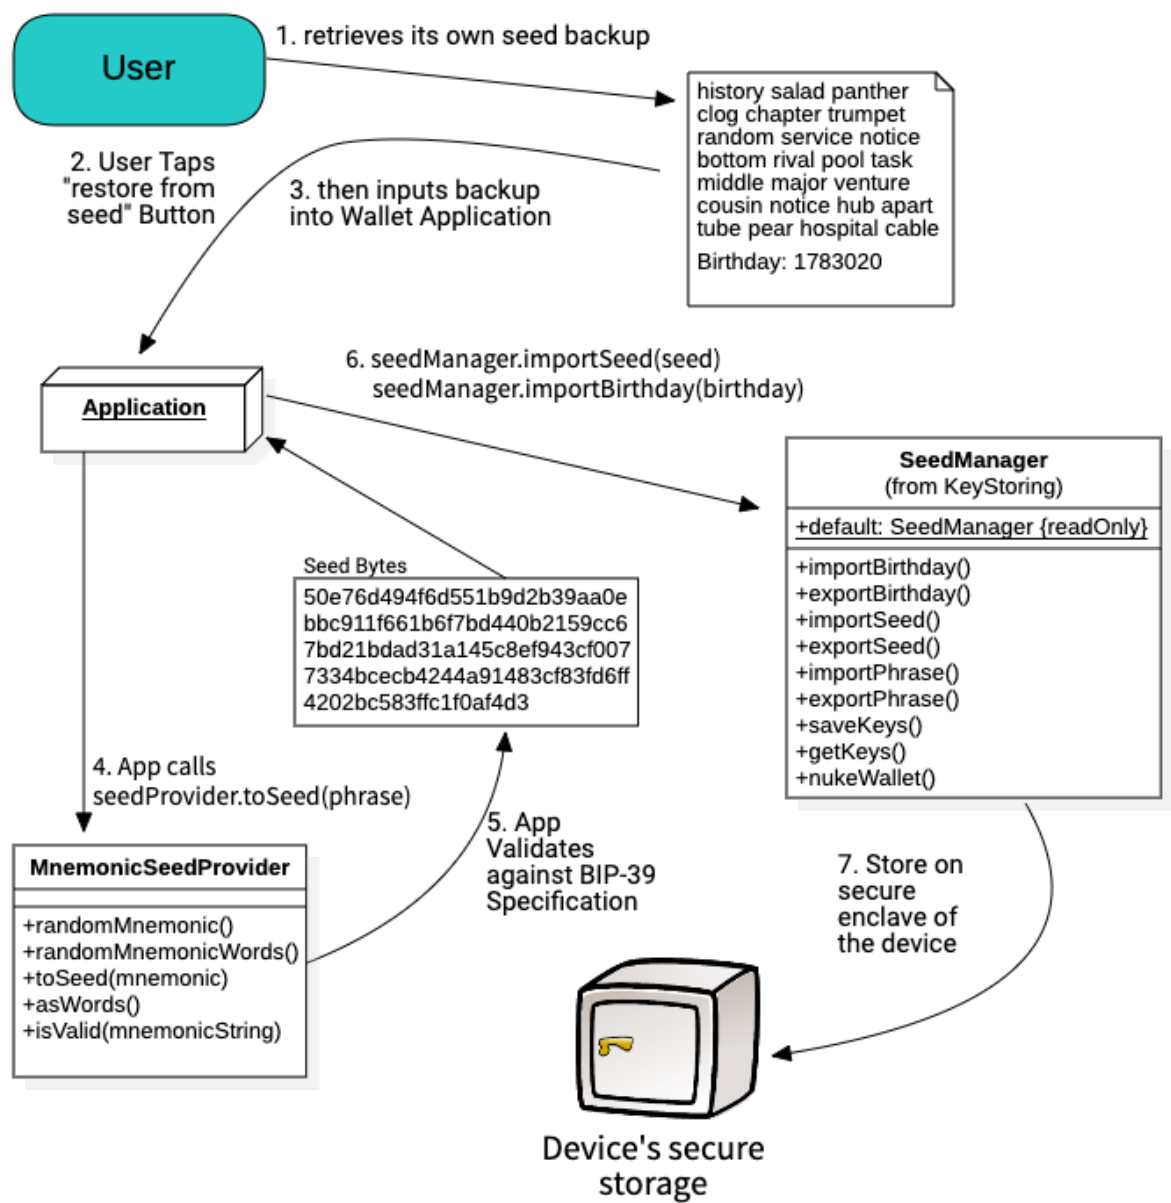 User
1. retrieves its own seed backup
history salad panther
clog chapter trumpet
random service notice
bottom rival pool task
middle major venture
cousin notice hub apart
tube pear hospital cable
Birthday: 1783020
2. User Taps
"restore from
seed" Button
3. then inputs backup
into Wallet Application
Application
6. seedManager.importSeed(seed)
seedManager.importBirthday(birthday)
SeedManager
(from KeyStoring)
+default: SeedManager {readOnly}
+importBirthday()
+exportBirthday()
+importSeed()
+exportSeed()
+importPhrase()
+exportPhrase()
+saveKeys()
+getKeys()
+nukeWallet()
Seed Bytes
50e76d494f6d551b9d2b39aa0e
bbc911f661b6f7bd440b2159cc6
7bd21bdad31a145c8ef943cf007
7334bcecb4244a91483cf83fd6ff
4202bc583ffc1f0af4d3
4. App calls
seedProvider.toSeed(phrase)
5. App
Validates
against BIP-39
Specification
MnemonicSeedProvider
+randomMnemonic()
+randomMnemonicWords()
+toSeed(mnemonic)
+asWords()
+isValid(mnemonicString)
7. Store on
secure
enclave of
the device
Device's secure
storage